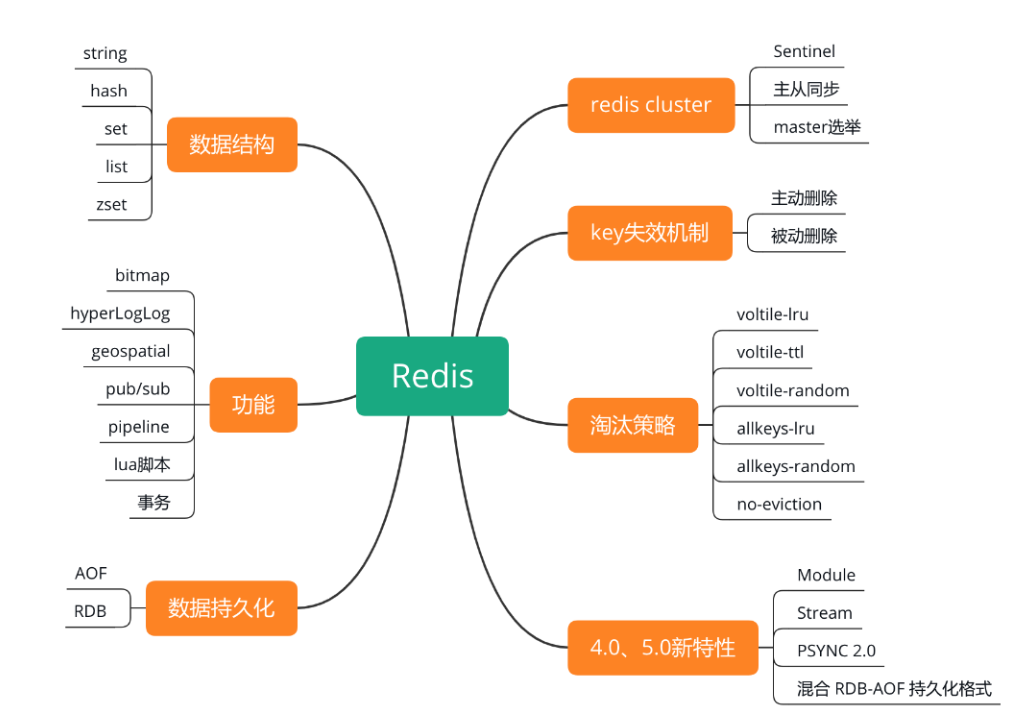 Redis
数据结构
string
hash
set
list
zset
功能
bitmap
hyperLogLog
geospatial
pub/sub
pipeline
lua脚本
事务
数据持久化
AOF
RDB
redis cluster
Sentinel
主从同步
master选举
key失效机制
主动删除
被动删除
淘汰策略
voltile-lru
voltile-ttl
voltile-random
allkeys-lru
allkeys-random
no-eviction
4.0、5.0新特性
Module
Stream
PSYNC 2.0
混合 RDB-AOF 持久化格式